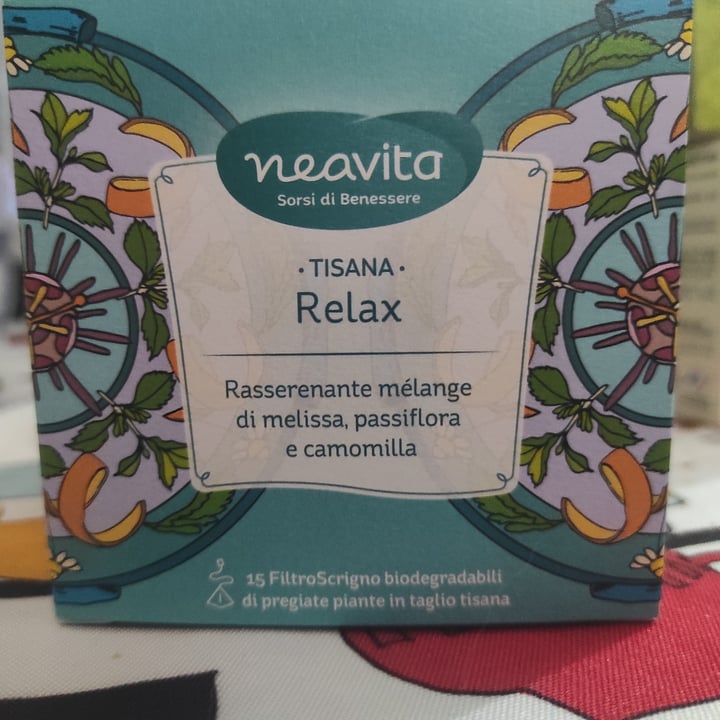 neavita
Sorsi di Benessere
• TISANA •
Relax
Rasserenante mélange
di melissa, passiflora
e camomilla
15 FiltroScrigno biodegradabili
di pregiate piante in taglio tisana